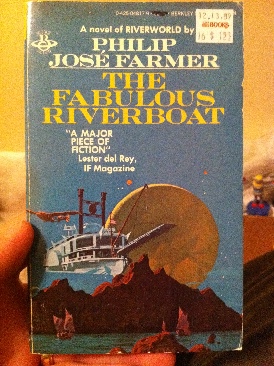 A novel of RIVERWORLD by
PHILIP
JOSÉ FARMER
THE
FABULOUS
RIVERBOAT
"A MAJOR
PIECE OF
FICTION"
Lester del Rey,
IF Magazine